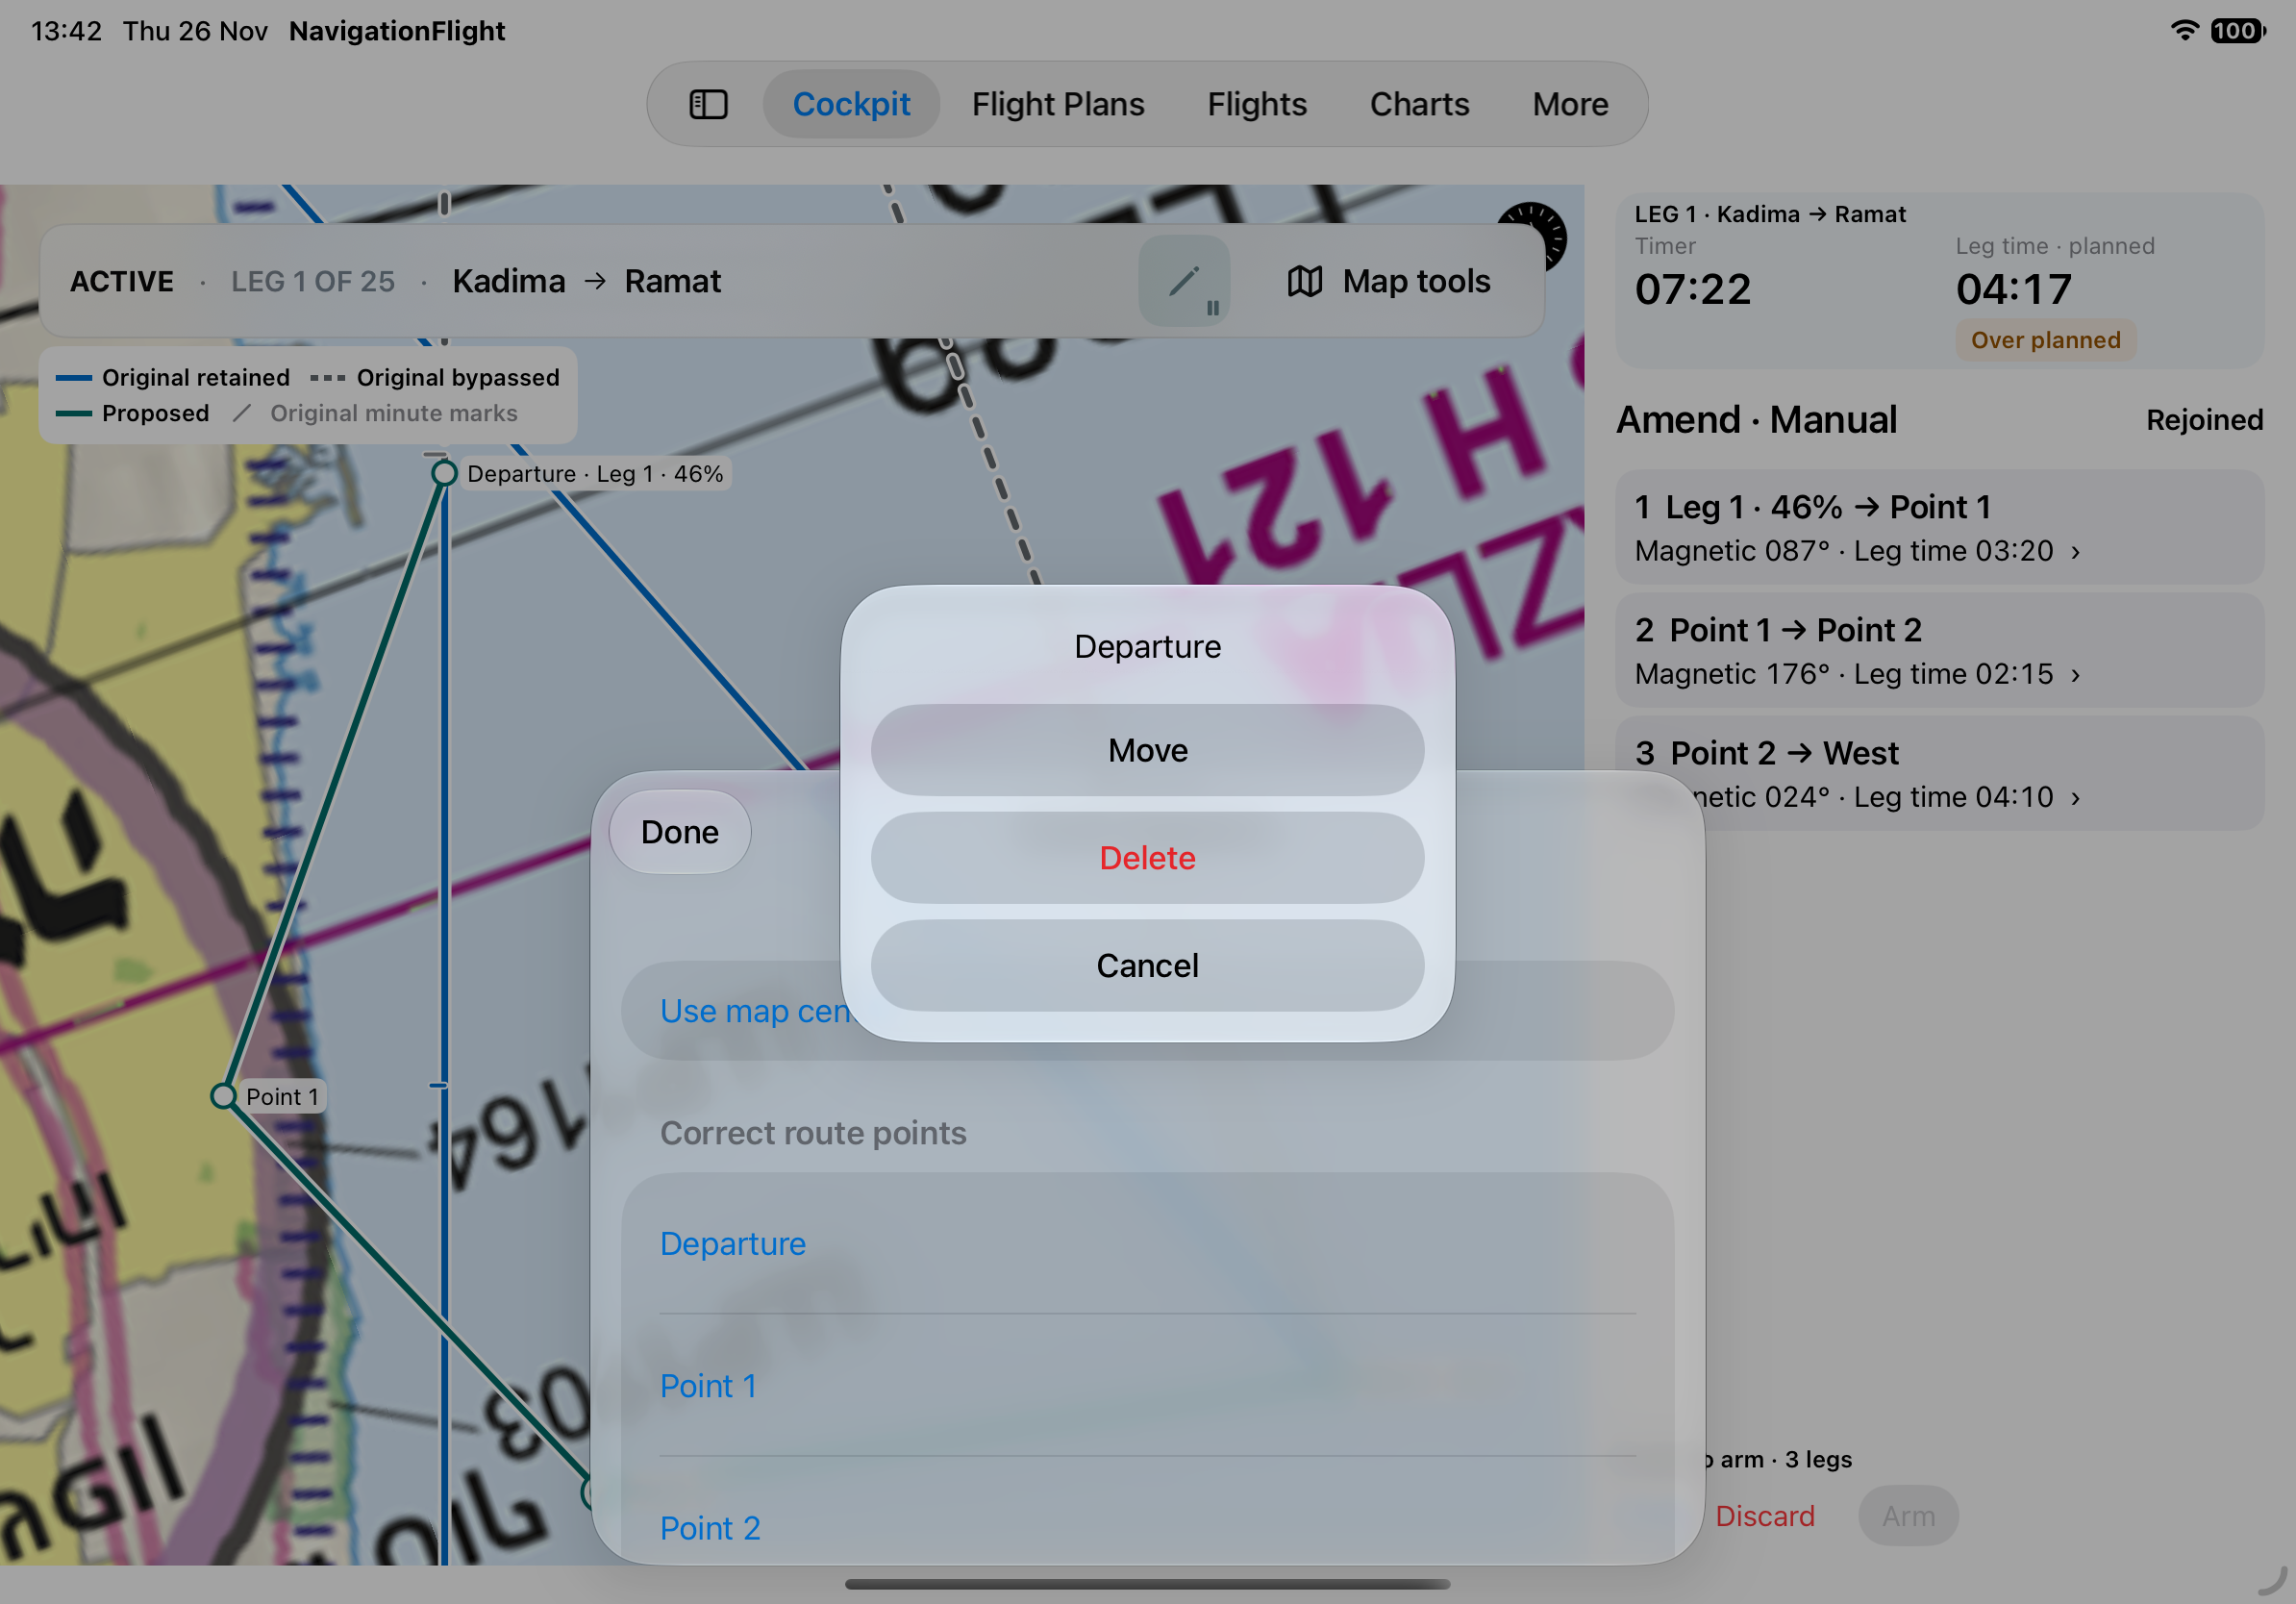 13:42 Thu 26 Nov NavigationFlight
100
Cockpit Flight Plans Flights Charts More
ACTIVE · LEG 1 OF 25 · Kadima → Ramat
Map tools
Original retained Original bypassed
Proposed Original minute marks
Departure · Leg 1 · 46%
H 121
Point 1
164
03
LEG 1 · Kadima → Ramat
Timer Leg time · planned
07:22 04:17
Over planned
Amend · Manual Rejoined
1 Leg 1 · 46% → Point 1
Magnetic 087° · Leg time 03:20 ›
2 Point 1 → Point 2
Magnetic 176° · Leg time 02:15 ›
3 Point 2 → West
netic 024° · Leg time 04:10 ›
Departure
Move
Delete
Cancel
Done
Use map cen
Correct route points
Departure
Point 1
Point 2
arm · 3 legs
Discard Arm